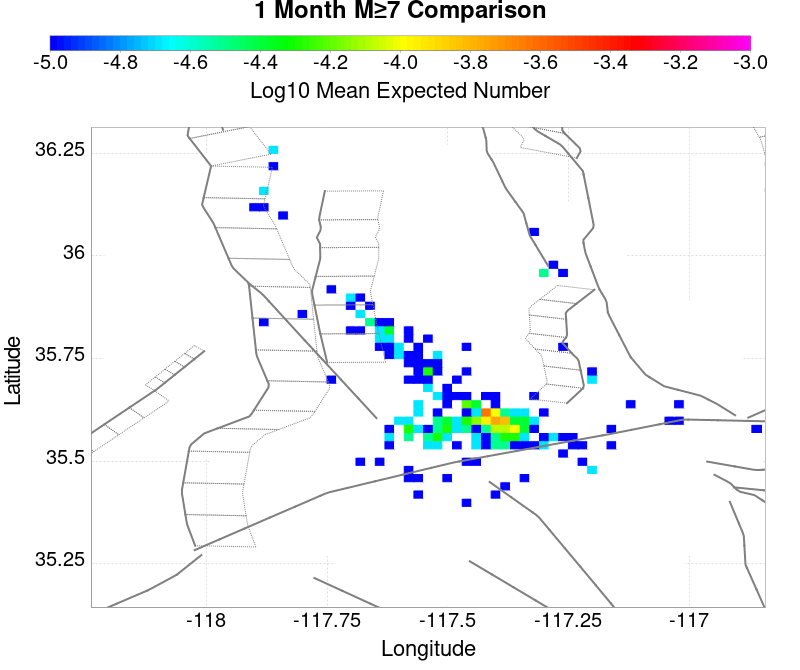 1 Month M≥7 Comparison
-5.0 -4.8 -4.6 -4.4 -4.2 -4.0 -3.8 -3.6 -3.4 -3.2 -3.0
Log10 Mean Expected Number
36.25
36
35.75
35.5
35.25
Latitude
-118 -117.75 -117.5 -117.25 -117
Longitude